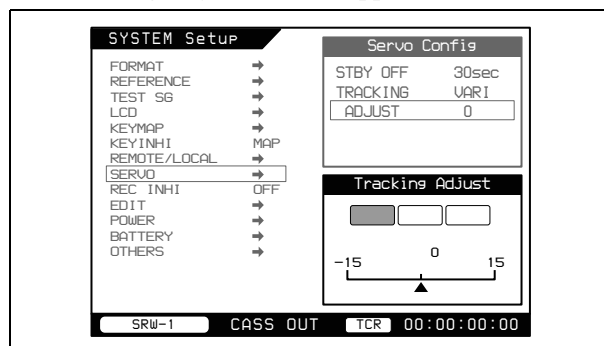 SYSTEM Setup
FORMAT ➡
REFERENCE ➡
TEST SG ➡
LCD ➡
KEYMAP ➡
KEYINHI MAP
REMOTE/LOCAL ➡
SERVO ➡
REC INHI OFF
EDIT ➡
POWER ➡
BATTERY ➡
OTHERS ➡
Servo Config
STBY OFF 30sec
TRACKING VARI
ADJUST 0
Tracking Adjust
-15 0 15
SRW-1 CASS OUT TCR 00:00:00:00